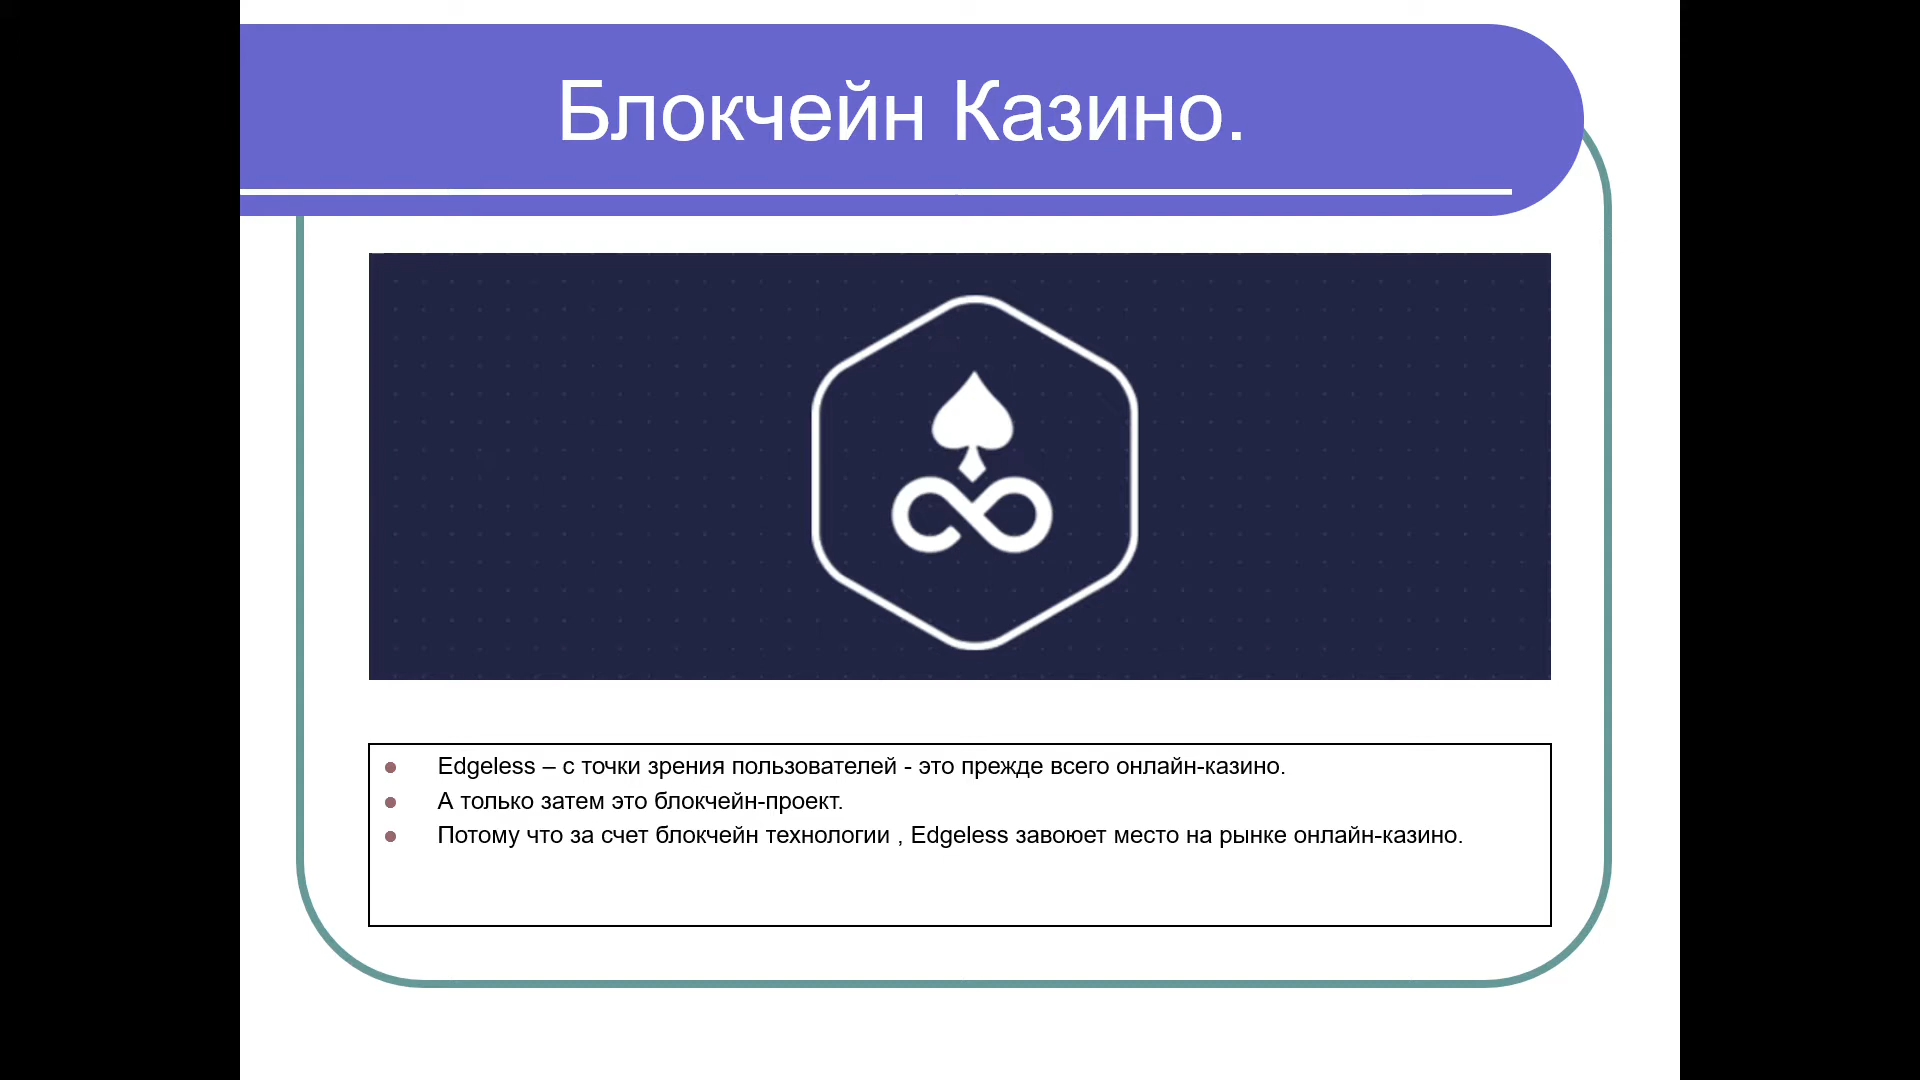 Блокчейн Казино.
Edgeless – с точки зрения пользователей - это прежде всего онлайн-казино.
А только затем это блокчейн-проект.
Потому что за счет блокчейн технологии , Edgeless завоюет место на рынке онлайн-казино.